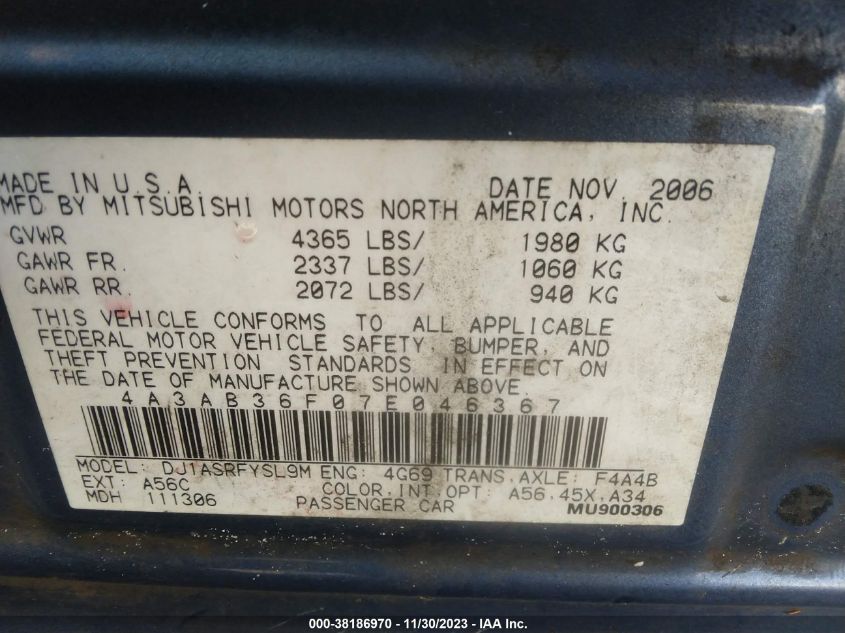 MADE IN U.S.A. DATE NOV. 2006
MFD BY MITSUBISHI MOTORS NORTH AMERICA, INC.
GVWR 4365 LBS/ 1980 KG
GAWR FR. 2337 LBS/ 1060 KG
GAWR RR. 2072 LBS/ 940 KG
THIS VEHICLE CONFORMS TO ALL APPLICABLE
FEDERAL MOTOR VEHICLE SAFETY, BUMPER, AND
THEFT PREVENTION STANDARDS IN EFFECT ON
THE DATE OF MANUFACTURE SHOWN ABOVE.
4A3AB36F07E046367
MODEL: DJ1ASRFYSL9M ENG: 4G69 TRANS.AXLE: F4A4B
EXT: A56C COLOR.INT.OPT: A56.45X.A34
MDH 111306 PASSENGER CAR MU900306
000-38186970 - 11/30/2023 - IAA Inc.